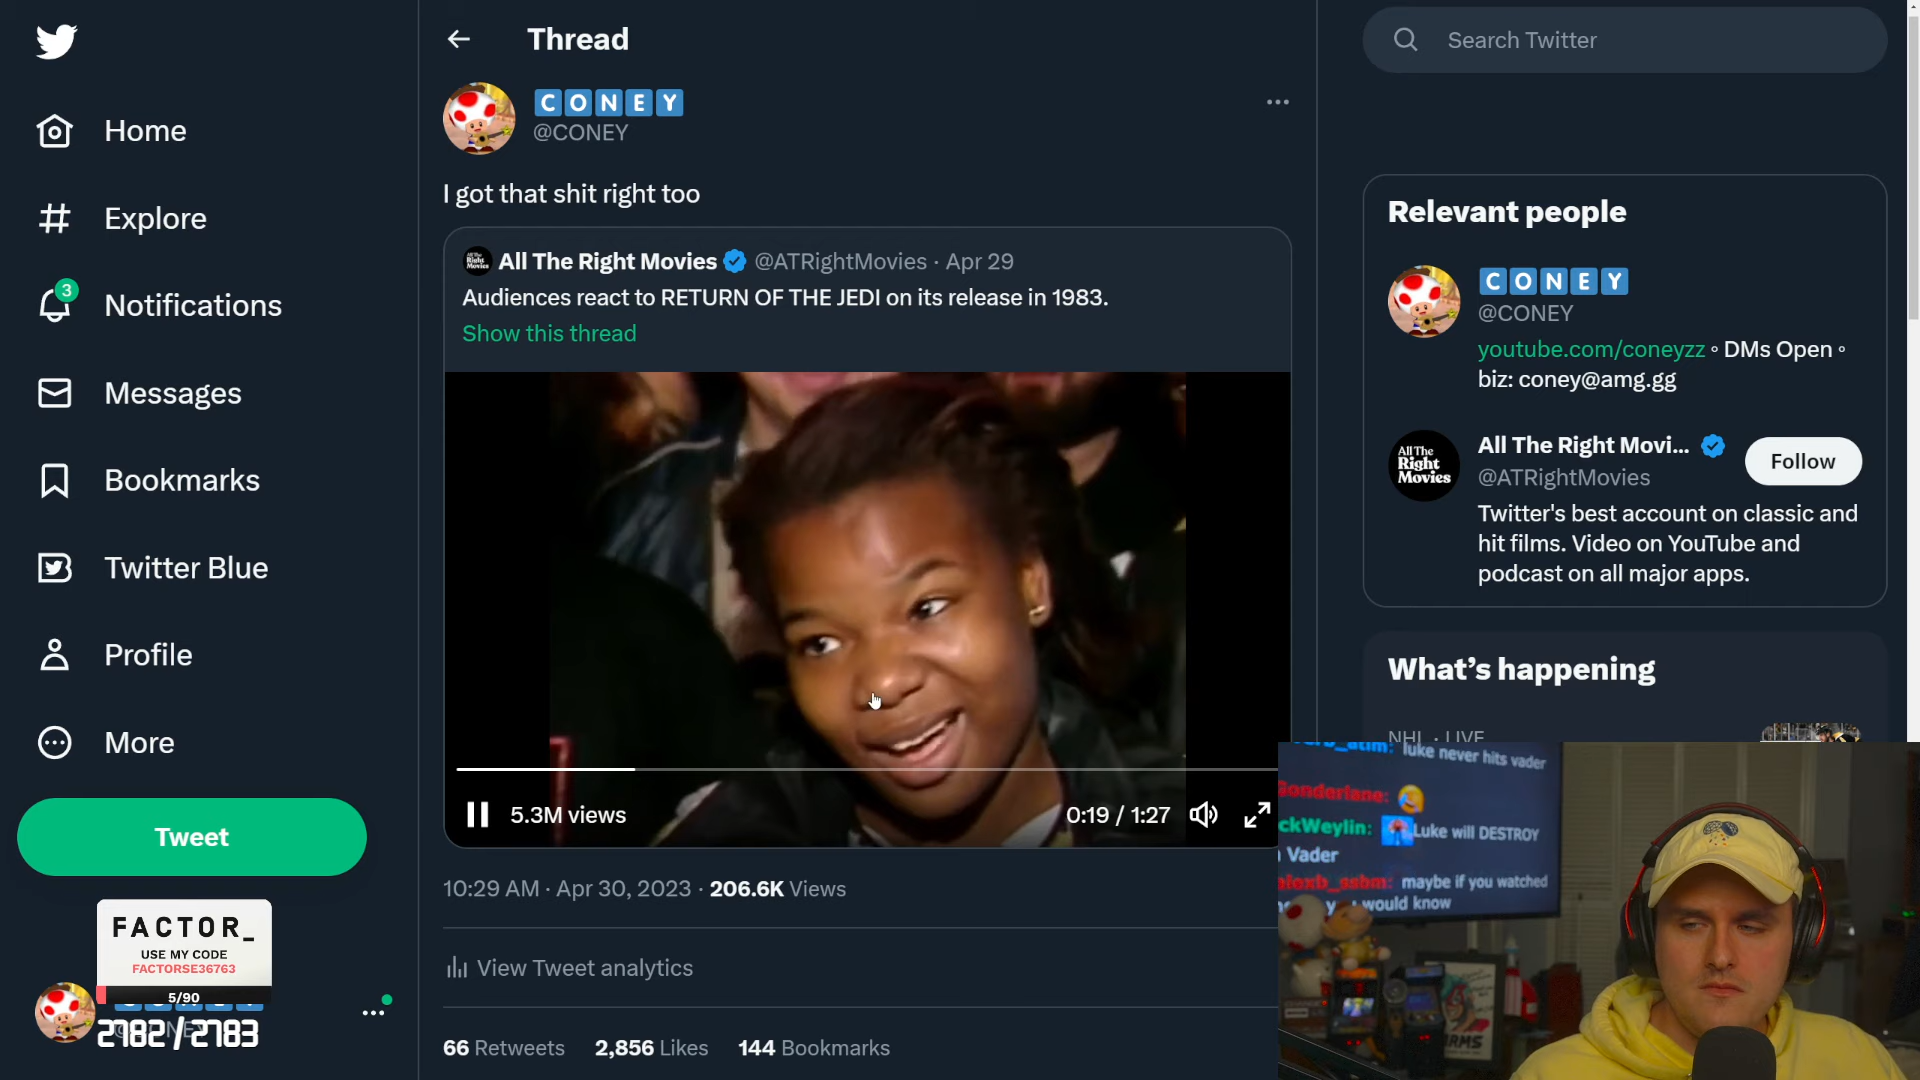 Home
Explore
3
Notifications
Messages
Bookmarks
Twitter Blue
Profile
More
Tweet
FACTOR_
USE MY CODE
FACTORSE36763
5/90
2782/2783
Thread
CONEY
@CONEY
I got that shit right too
All The Right Movies @ATRightMovies · Apr 29
Audiences react to RETURN OF THE JEDI on its release in 1983.
Show this thread
5.3M views
0:19 / 1:27
10:29 AM · Apr 30, 2023 · 206.6K Views
View Tweet analytics
66 Retweets 2,856 Likes 144 Bookmarks
Search Twitter
Relevant people
CONEY
@CONEY
youtube.com/coneyzz ◦ DMs Open ◦
biz: coney@amg.gg
All The Right Movies
All The Right Movi...
@ATRightMovies
Follow
Twitter's best account on classic and
hit films. Video on YouTube and
podcast on all major apps.
What's happening
NHL · LIVE
luke never hits vader
Luke will DESTROY
Vader
maybe if you watched
would know